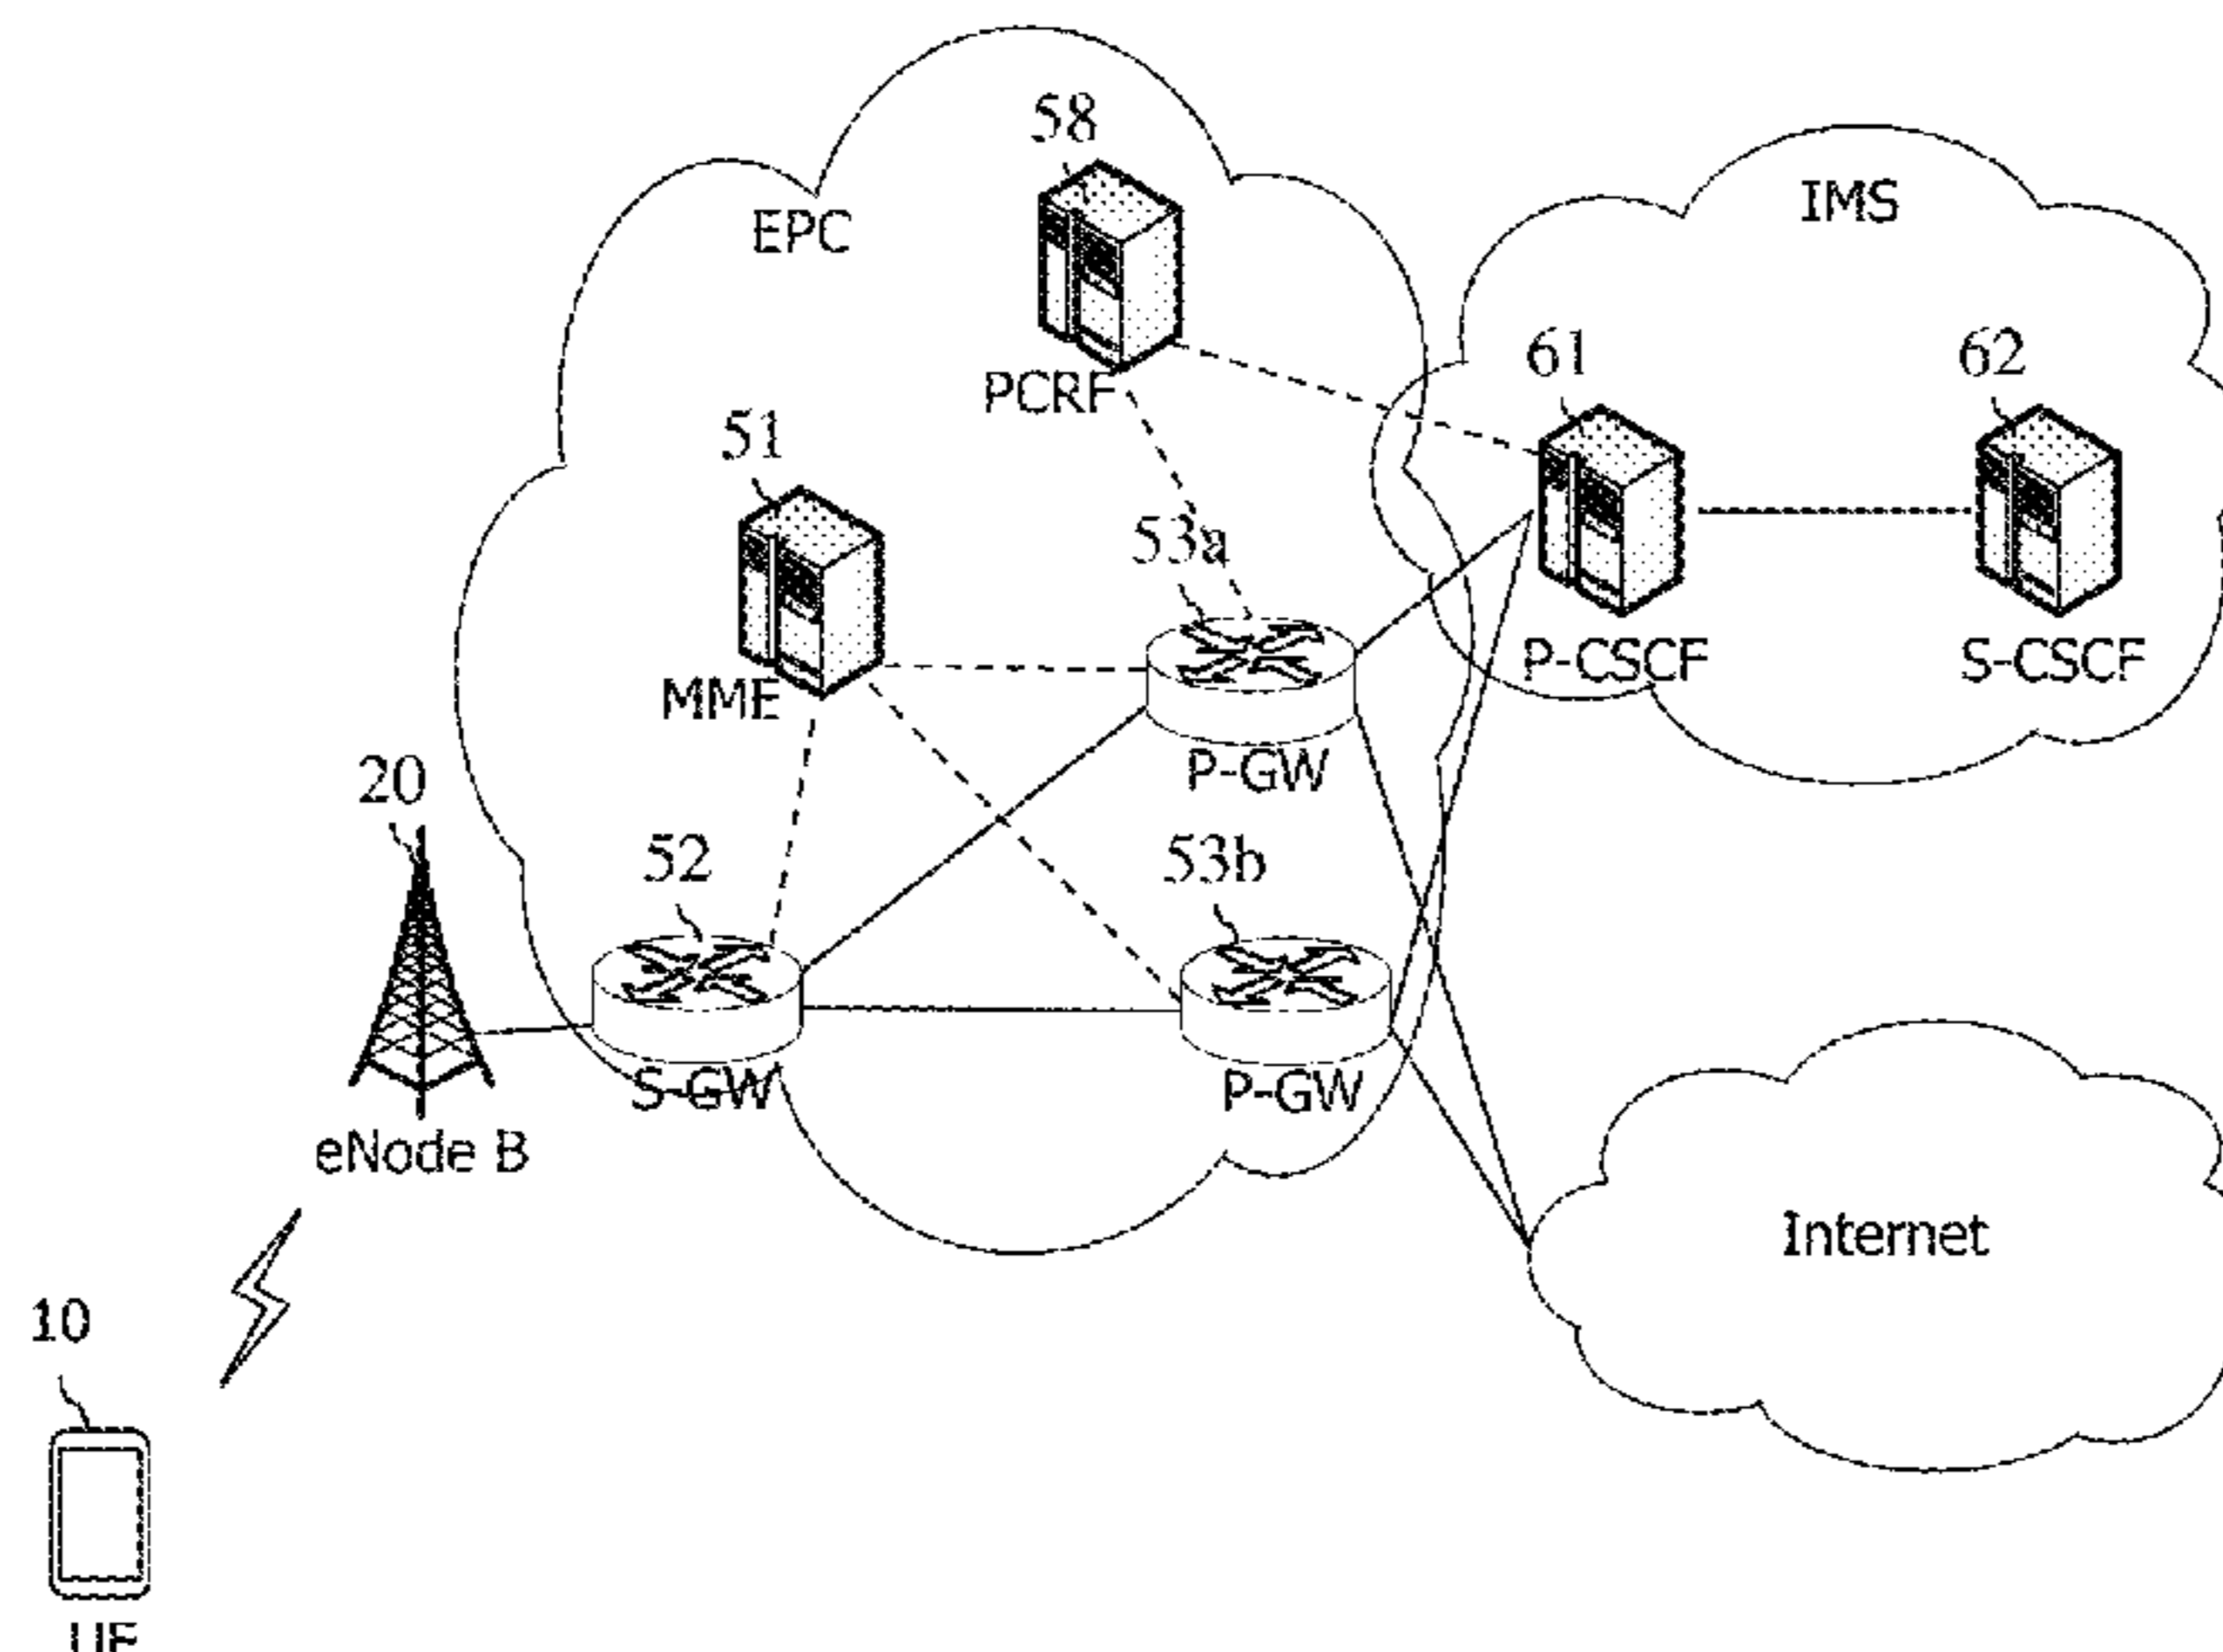 58
EPC
IMS
PCRF
61
62
51
53a
MME
P-CSCF
S-CSCF
20
P-GW
52
53b
S-GW
P-GW
eNode B
Internet
10
UE